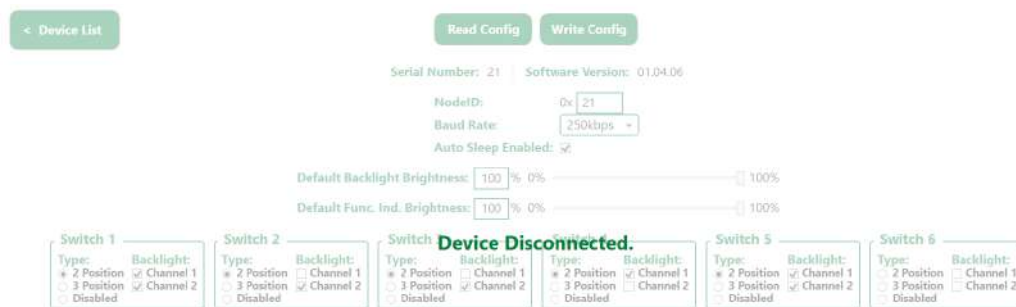 < Device List
Read Config
Write Config
Serial Number: 21
Software Version: 01.04.06
NodeID: 0x 21
Baud Rate: 250kbps
Auto Sleep Enabled:
Default Backlight Brightness: 100 % 0% 100%
Default Func. Ind. Brightness: 100 % 0% 100%
Device Disconnected.
Switch 1
Type: Backlight:
2 Position Channel 1
3 Position Channel 2
Disabled
Switch 2
Type: Backlight:
2 Position Channel 1
3 Position Channel 2
Disabled
Switch
Type: Backlight:
2 Position Channel 1
3 Position Channel 2
Disabled
Type: Backlight:
2 Position Channel 1
3 Position Channel 2
Disabled
Switch 5
Type: Backlight:
2 Position Channel 1
3 Position Channel 2
Disabled
Switch 6
Type: Backlight:
2 Position Channel 1
3 Position Channel 2
Disabled